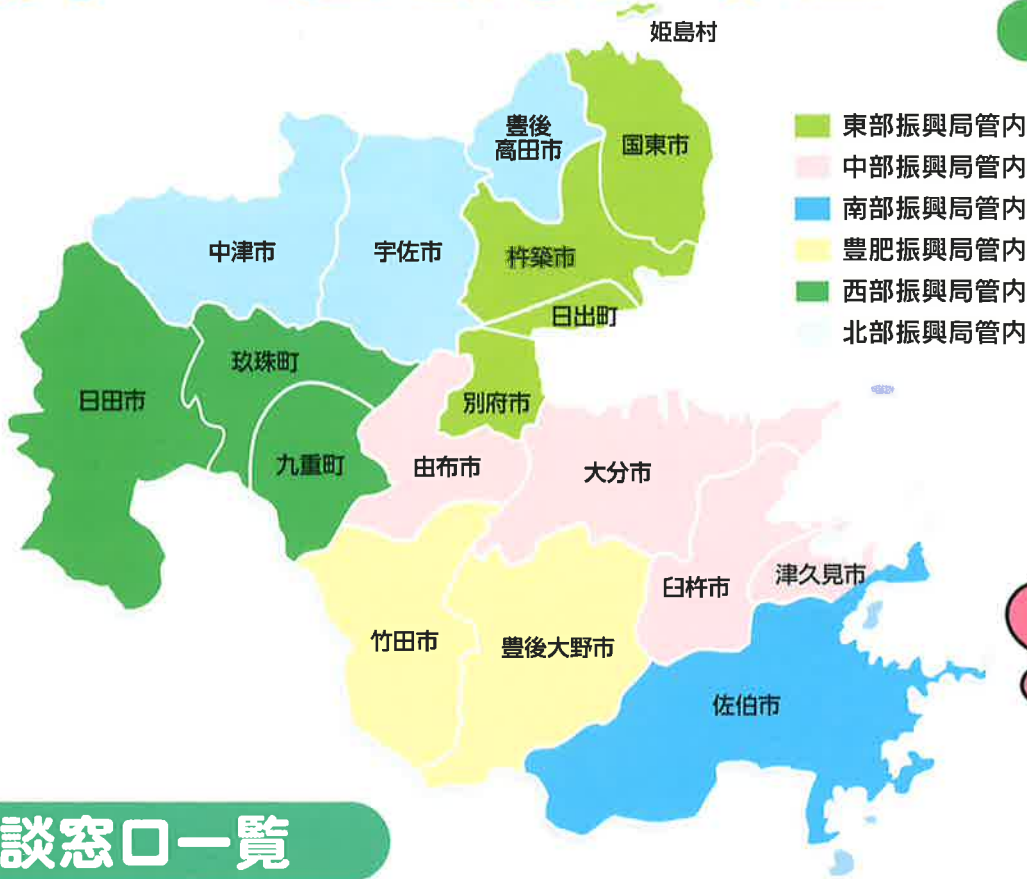 姫島村
豊後
高田市
国東市
東部振興局管内
中部振興局管内
南部振興局管内
豊肥振興局管内
西部振興局管内
北部振興局管内
中津市
宇佐市
杵築市
日出町
玖珠町
日田市
別府市
九重町
由布市
大分市
臼杵市
津久見市
竹田市
豊後大野市
佐伯市
談窓口一覧